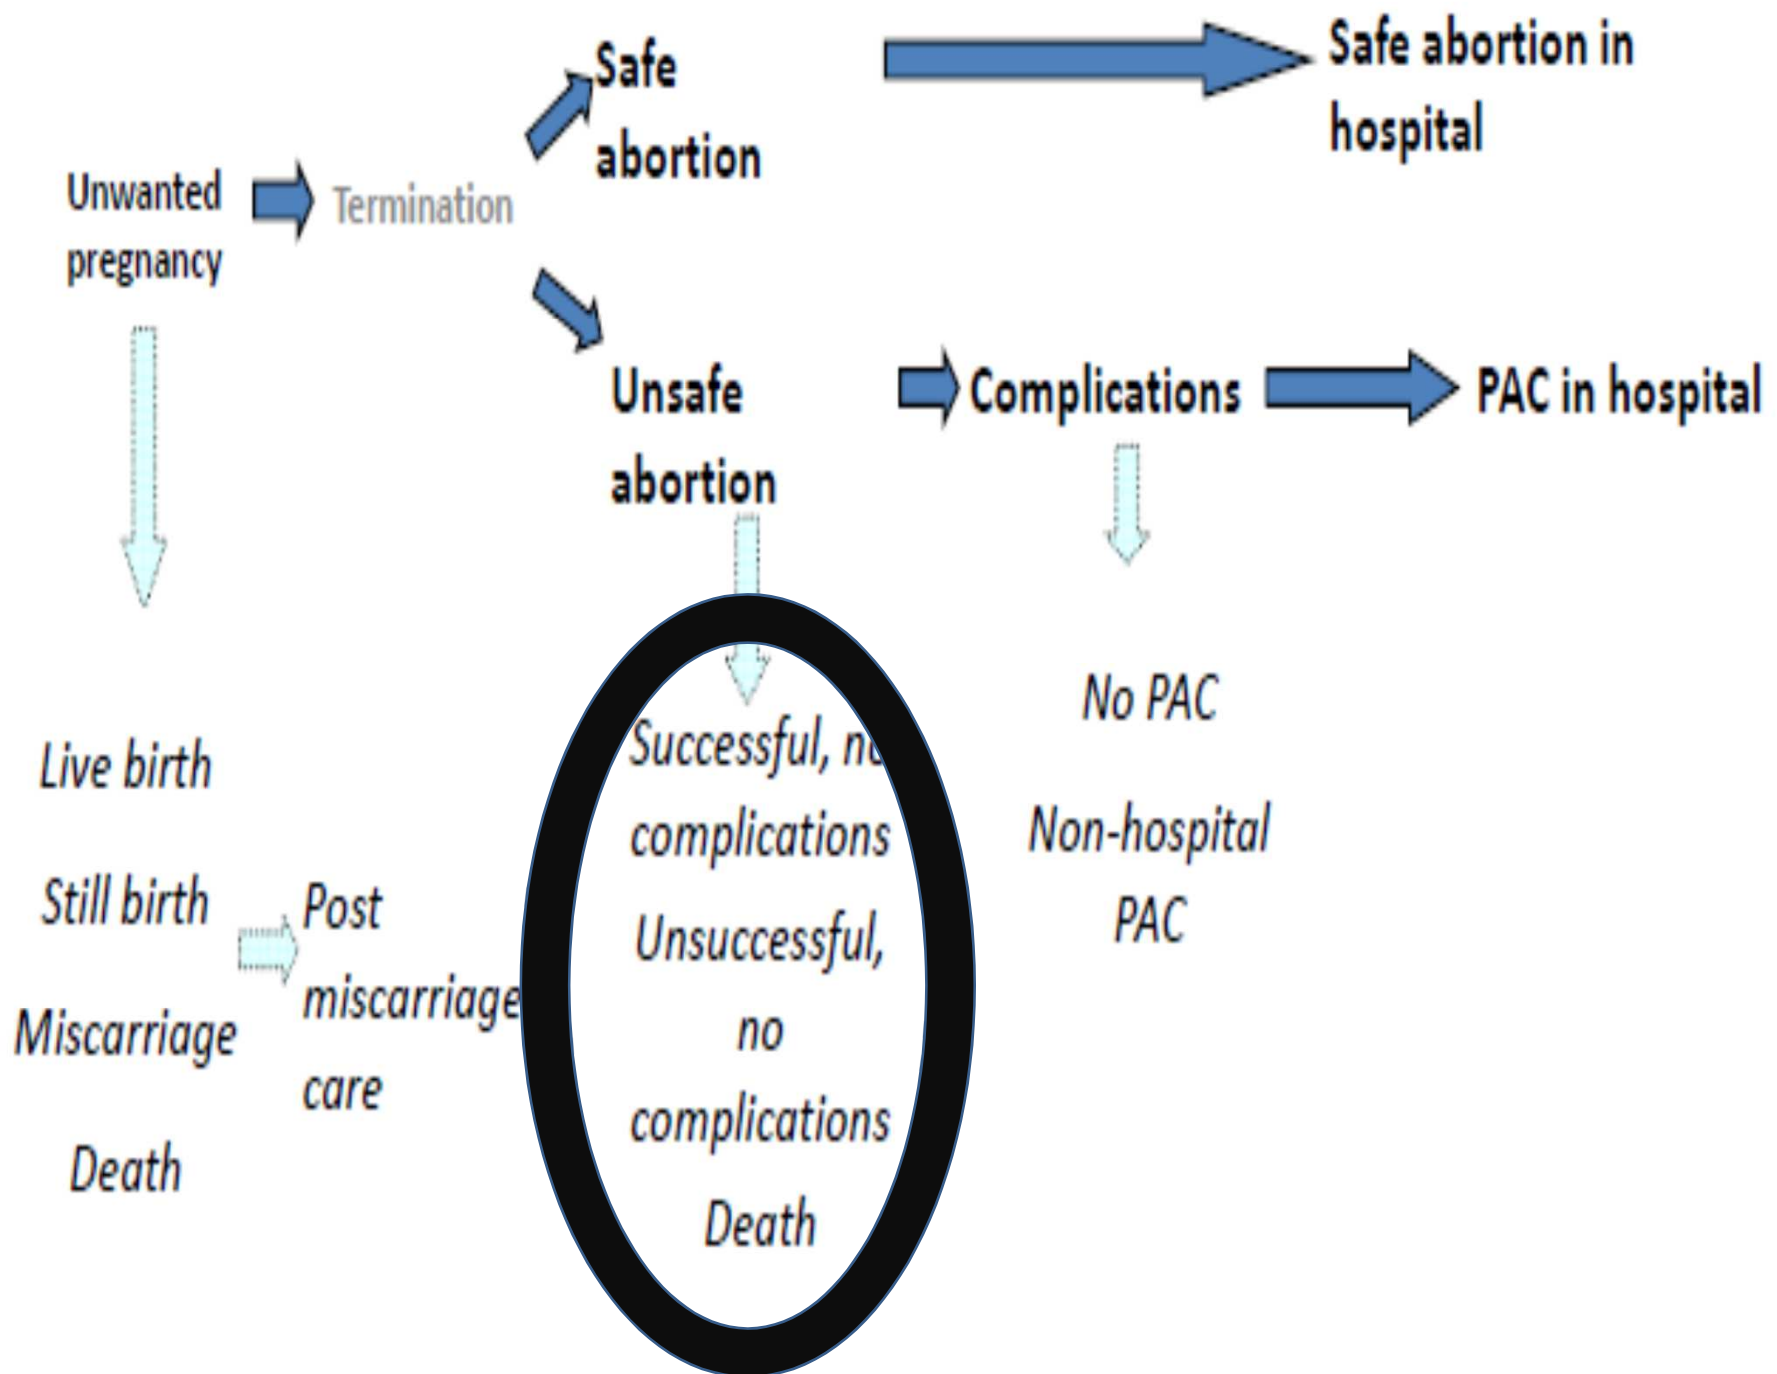 Safe
abortion
Safe abortion in
hospital
Unwanted
pregnancy
Termination
Unsafe
abortion
Complications
PAC in hospital
Live birth
Still birth
Miscarriage
Death
Post
miscarriage
care
Successful, no
complications
Unsuccessful,
no
complications
Death
No PAC
Non-hospital
PAC